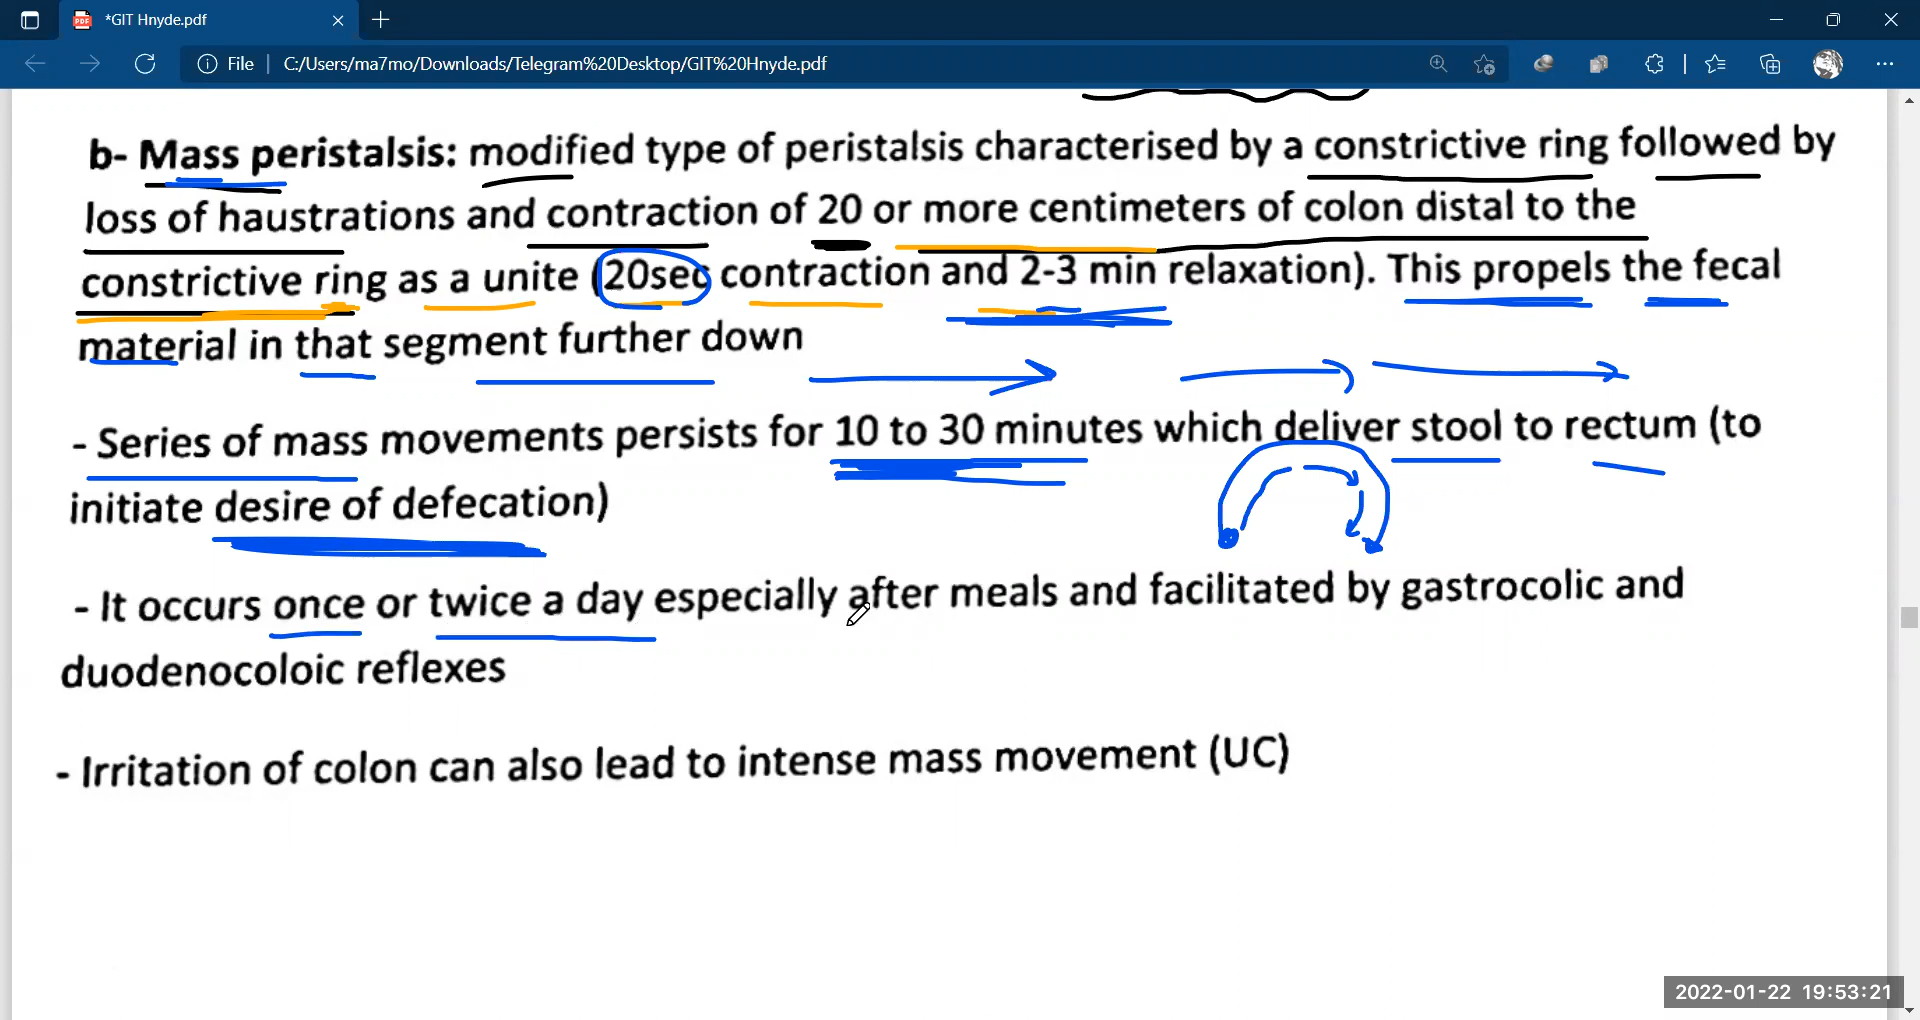 *GIT Hnyde.pdf
File
C:/Users/ma7mo/Downloads/Telegram%20Desktop/GIT%20Hnyde.pdf
b- Mass peristalsis: modified type of peristalsis characterised by a constrictive ring followed by
loss of haustrations and contraction of 20 or more centimeters of colon distal to the
constrictive ring as a unite (20sec contraction and 2-3 min relaxation). This propels the fecal
material in that segment further down
- Series of mass movements persists for 10 to 30 minutes which deliver stool to rectum (to
initiate desire of defecation)
- It occurs once or twice a day especially after meals and facilitated by gastrocolic and
duodenocoloic reflexes
- Irritation of colon can also lead to intense mass movement (UC)
2022-01-22 19:53:21